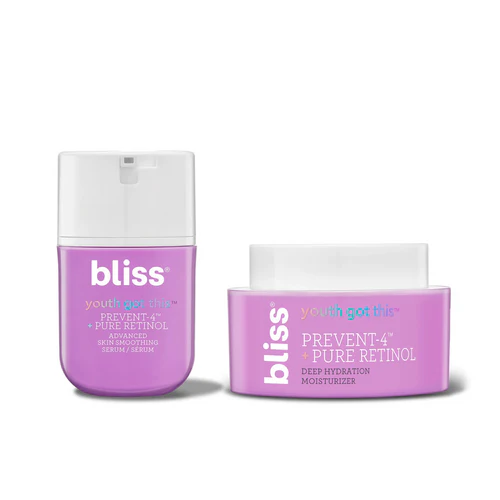 bliss®
youth got this™
PREVENT-4™
+ PURE RETINOL
ADVANCED
SKIN SMOOTHING
SERUM / SÉRUM
bliss®
youth got this™
PREVENT-4™
+ PURE RETINOL
DEEP HYDRATION
MOISTURIZER